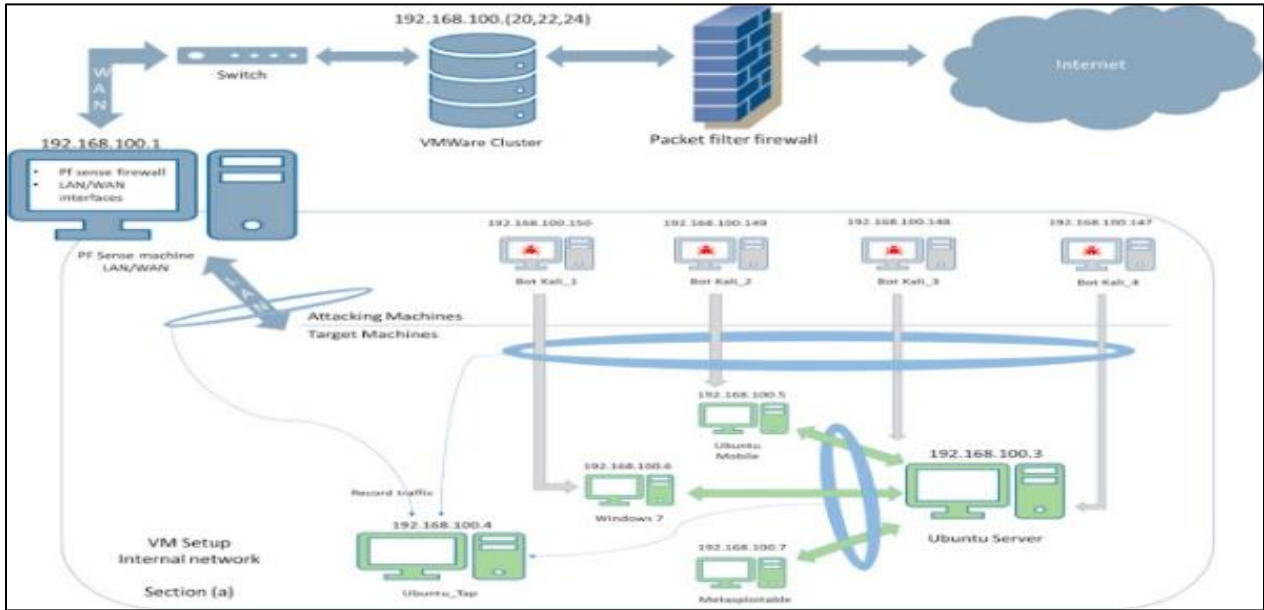 192.168.100.(20,22,24)
WAN
Switch
VMWare Cluster
Packet filter firewall
Internet
192.168.100.1
• Pf sense firewall
• LAN/WAN
interfaces
PF Sense machine
LAN/WAN
LAN
192.168.100.150
192.168.100.149
192.168.100.148
192.168.100.147
Bot Kali_1
Bot Kali_2
Bot Kali_3
Bot Kali_4
Attacking Machines
Target Machines
192.168.100.5
Ubuntu
Mobile
192.168.100.6
Windows 7
192.168.100.3
Ubuntu Server
Record traffic
192.168.100.4
Ubuntu_Tap
192.168.100.7
Metasploitable
VM Setup
Internal network
Section (a)